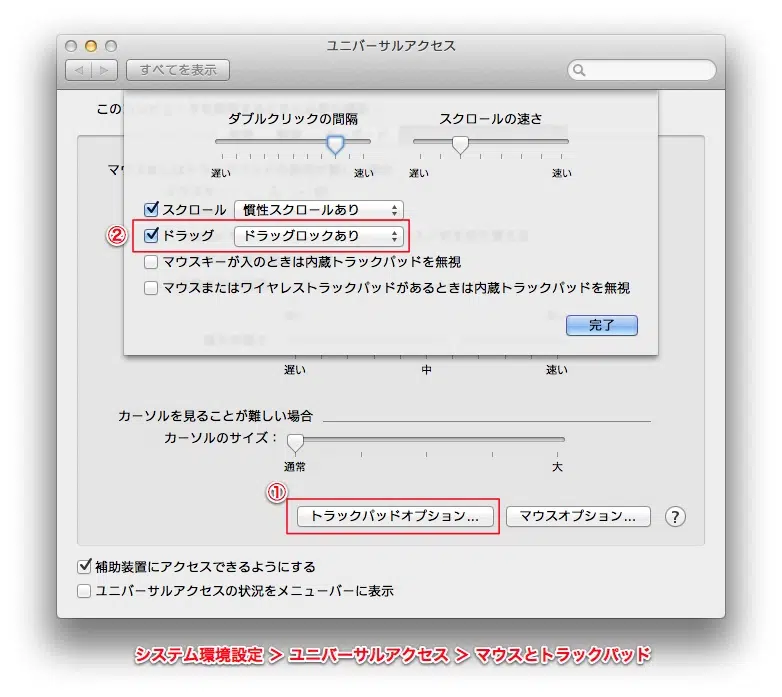 ユニバーサルアクセス
すべてを表示
この
ダブルクリックの間隔 スクロールの速さ
マウ
遅い 速い 遅い 速い
スクロール 慣性スクロールあり
② ドラッグ ドラッグロックあり
マウスキーが入のときは内蔵トラックパッドを無視
マウスまたはワイヤレストラックパッドがあるときは内蔵トラックパッドを無視
完了
遅い 中 速い
カーソルを見ることが難しい場合
カーソルのサイズ：
通常 大
①
トラックパッドオプション... マウスオプション... ?
補助装置にアクセスできるようにする
ユニバーサルアクセスの状況をメニューバーに表示
システム環境設定 ＞ ユニバーサルアクセス ＞ マウスとトラックパッド